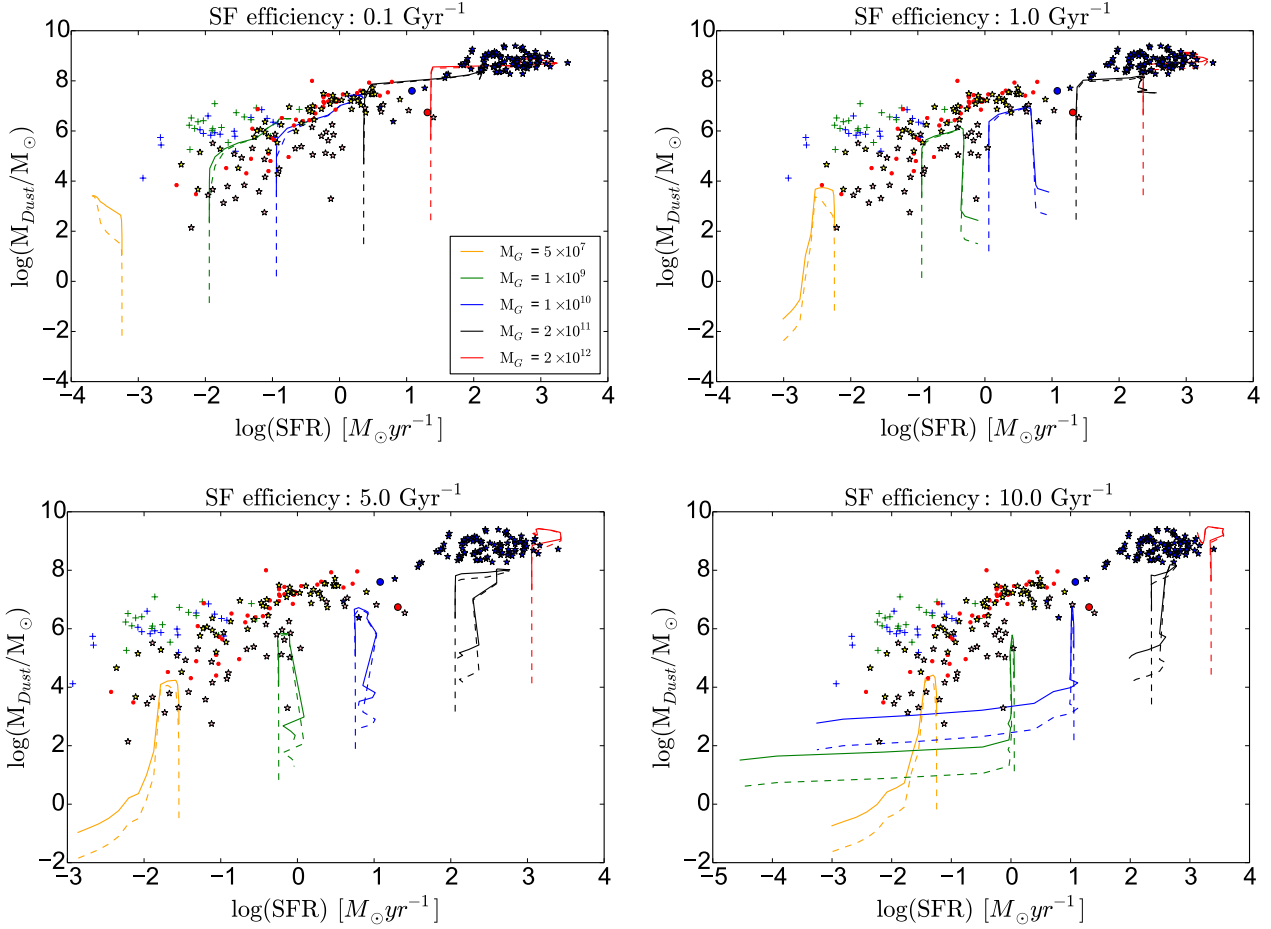 SF efficiency: 0.1 Gyr⁻¹
10
8
6
4
2
0
−2
−4
log(M_Dust/M_⊙)
M_G = 5×10⁷
M_G = 1×10⁹
M_G = 1×10¹⁰
M_G = 2×10¹¹
M_G = 2×10¹²
−4 −3 −2 −1 0 1 2 3 4
log(SFR) [M_⊙yr⁻¹]
SF efficiency: 1.0 Gyr⁻¹
10
8
6
4
2
0
−2
−4
log(M_Dust/M_⊙)
−4 −3 −2 −1 0 1 2 3 4
log(SFR) [M_⊙yr⁻¹]
SF efficiency: 5.0 Gyr⁻¹
10
8
6
4
2
0
−2
log(M_Dust/M_⊙)
−3 −2 −1 0 1 2 3 4
log(SFR) [M_⊙yr⁻¹]
SF efficiency: 10.0 Gyr⁻¹
10
8
6
4
2
0
−2
log(M_Dust/M_⊙)
−5 −4 −3 −2 −1 0 1 2 3 4
log(SFR) [M_⊙yr⁻¹]